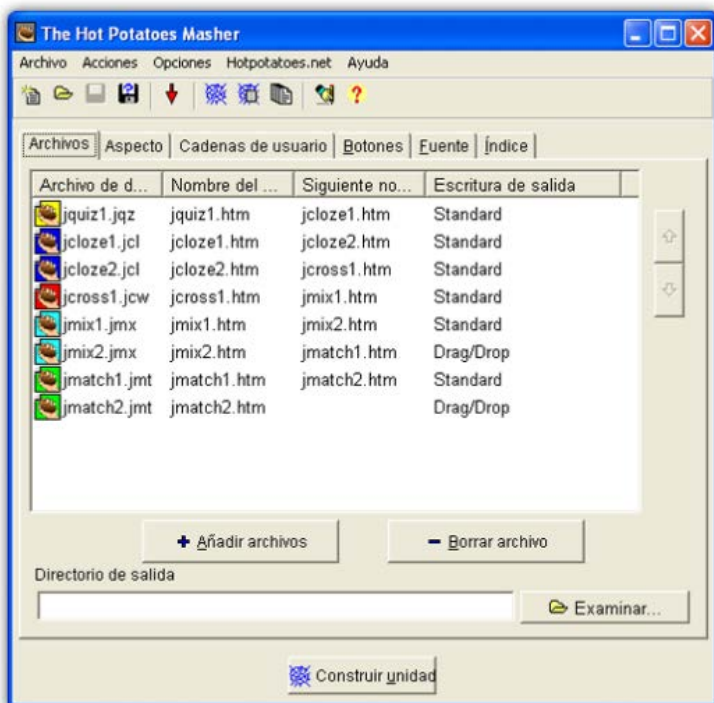 The Hot Potatoes Masher
Archivo Acciones Opciones Hotpotatoes.net Ayuda
Archivos Aspecto Cadenas de usuario Botones Fuente Índice
Archivo de d... Nombre del ... Siguiente no... Escritura de salida
jquiz1.jqz jquiz1.htm jcloze1.htm Standard
jcloze1.jcl jcloze1.htm jcloze2.htm Standard
jcloze2.jcl jcloze2.htm jcross1.htm Standard
jcross1.jcw jcross1.htm jmix1.htm Standard
jmix1.jmx jmix1.htm jmix2.htm Standard
jmix2.jmx jmix2.htm jmatch1.htm Drag/Drop
jmatch1.jmt jmatch1.htm jmatch2.htm Standard
jmatch2.jmt jmatch2.htm Drag/Drop
+ Añadir archivos - Borrar archivo
Directorio de salida
Examinar...
Construir unidad